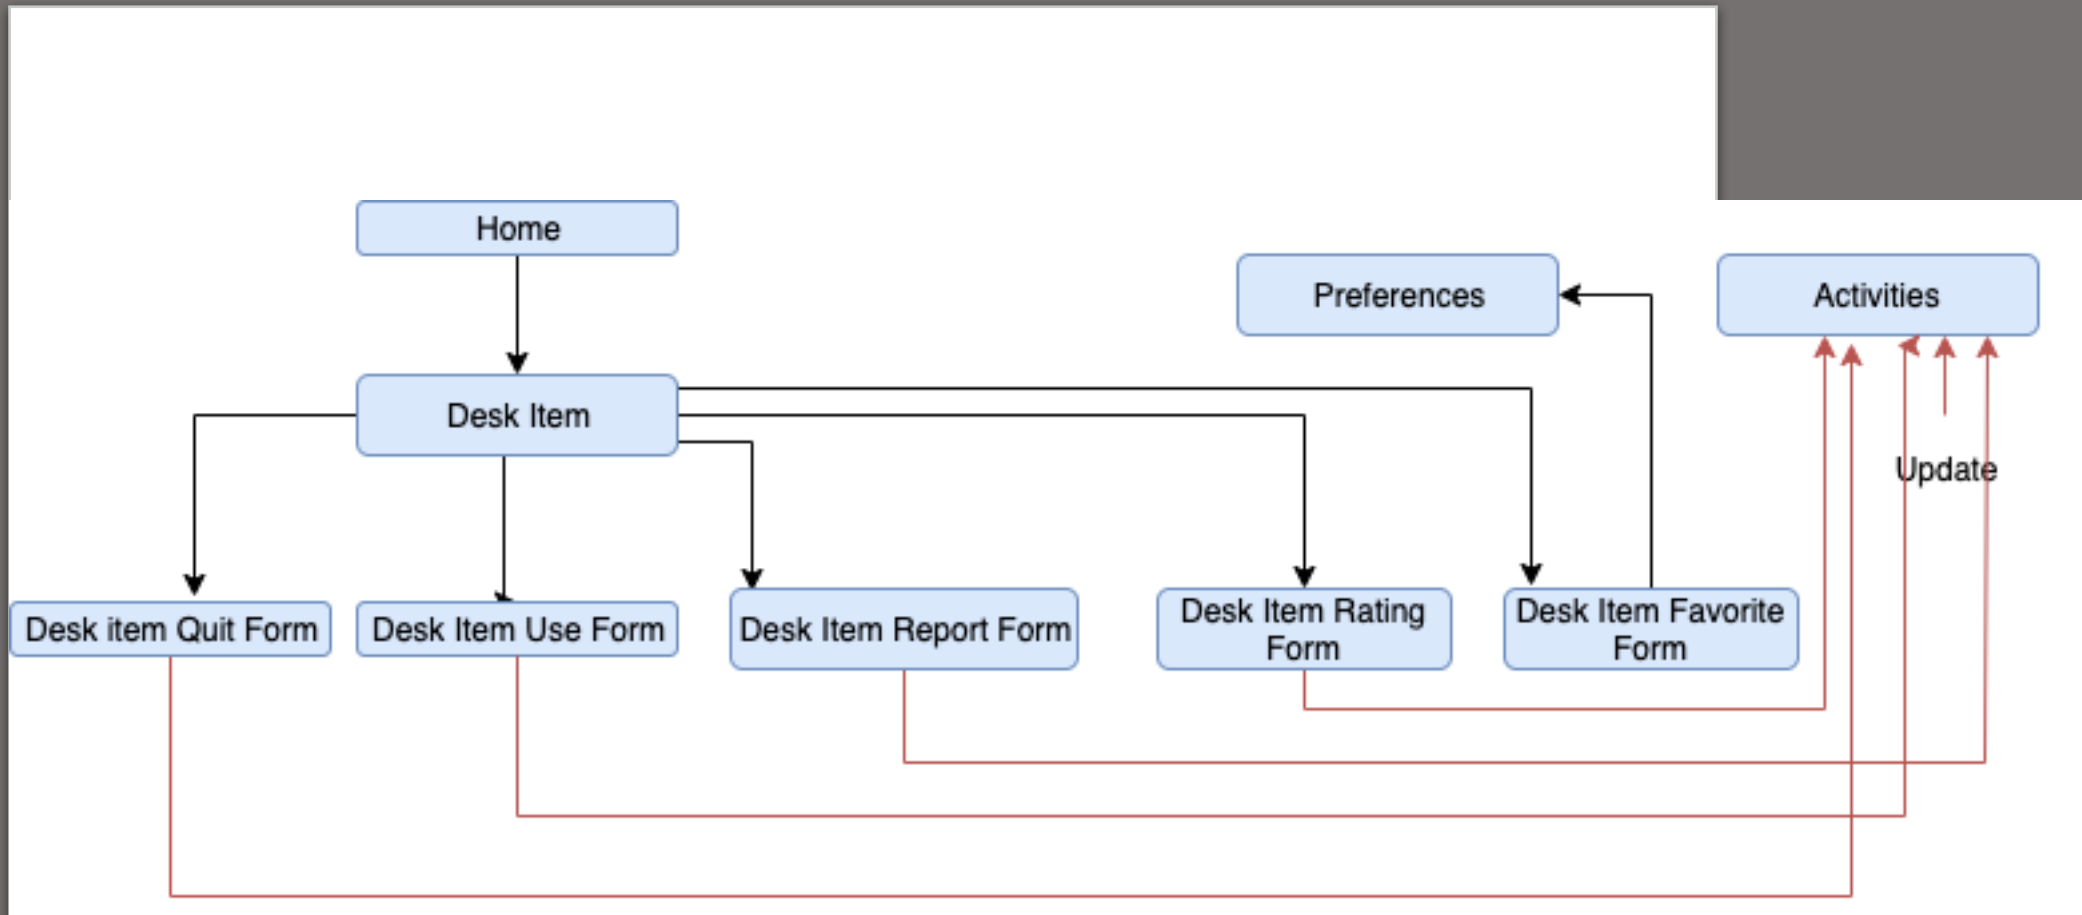 Home
Preferences
Activities
Desk Item
Update
Desk item Quit Form
Desk Item Use Form
Desk Item Report Form
Desk Item Rating
Form
Desk Item Favorite
Form